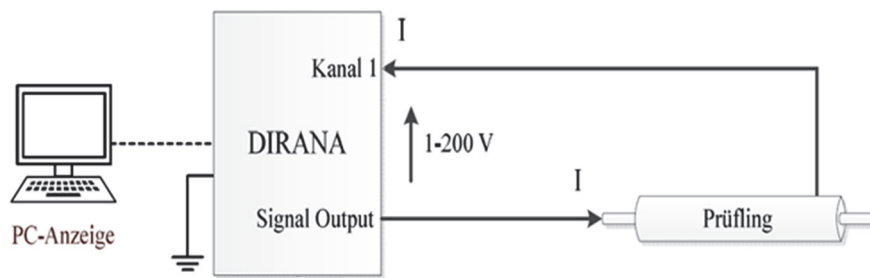 I
Kanal 1
DIRANA
1-200 V
I
Signal Output
Prüfling
PC-Anzeige